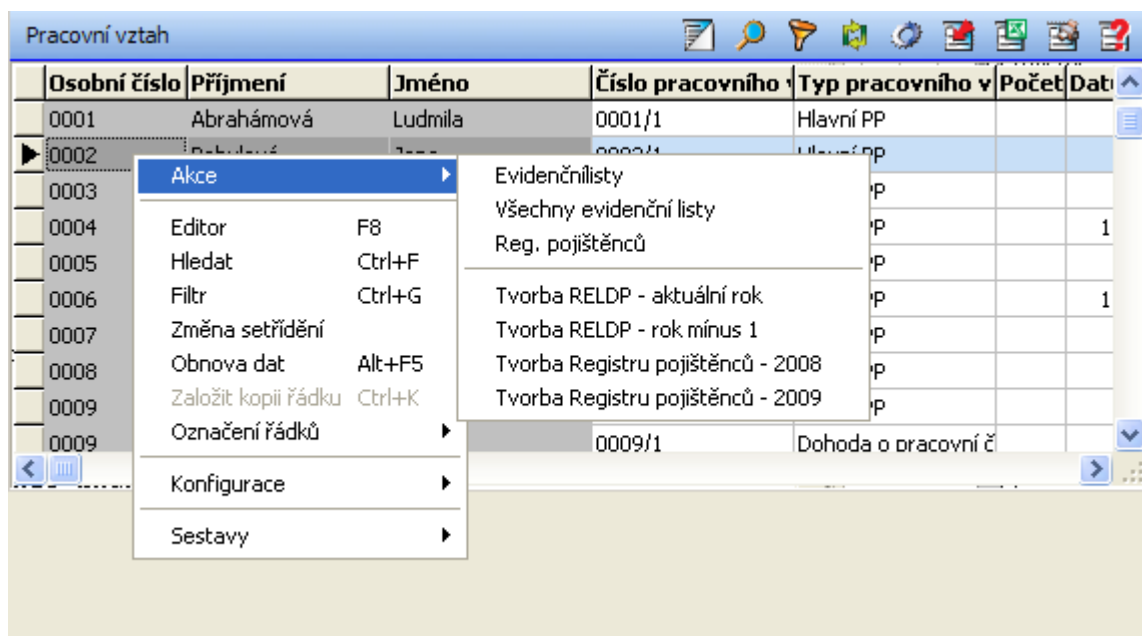 Pracovní vztah
Osobní číslo Příjmení Jméno Číslo pracovního Typ pracovního v Počet Dat
0001 Abrahámová Ludmila 0001/1 Hlavní PP
0002
0003
0004 1
0005
0006 1
0007
0008
0009
0009 0009/1 Dohoda o pracovní č
Akce
Editor F8
Hledat Ctrl+F
Filtr Ctrl+G
Změna setřídění
Obnova dat Alt+F5
Založit kopii řádku Ctrl+K
Označení řádků
Konfigurace
Sestavy
Evidenčnílisty
Všechny evidenční listy
Reg. pojištěnců
Tvorba RELDP - aktuální rok
Tvorba RELDP - rok mínus 1
Tvorba Registru pojištěnců - 2008
Tvorba Registru pojištěnců - 2009